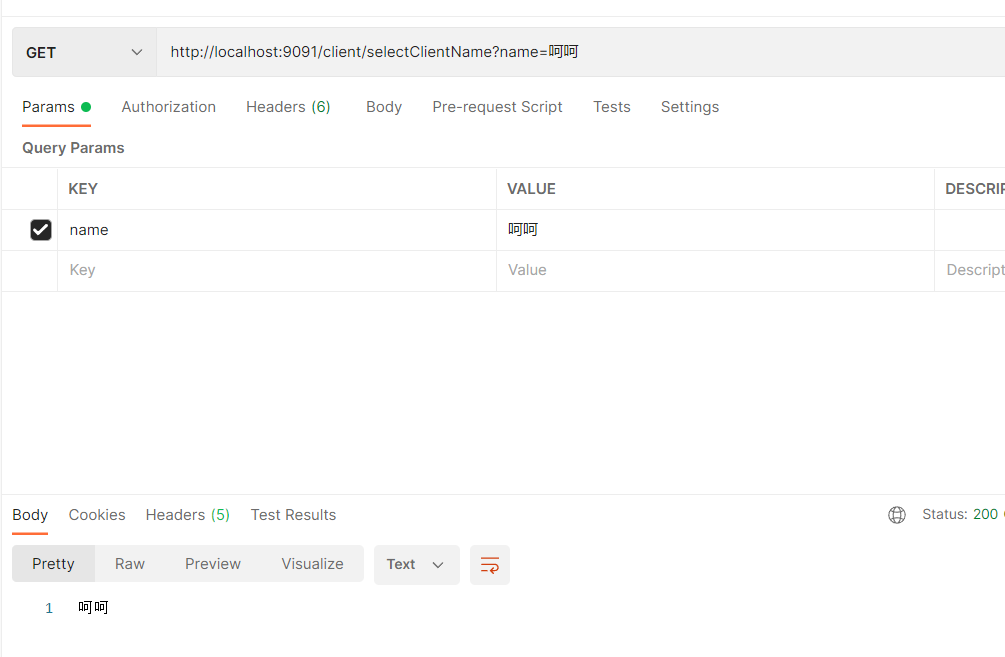 GET http://localhost:9091/client/selectClientName?name=呵呵
Params Authorization Headers (6) Body Pre-request Script Tests Settings
Query Params
KEY VALUE DESCRIP
name 呵呵
Key Value Descript
Body Cookies Headers (5) Test Results Status: 200
Pretty Raw Preview Visualize Text
1 呵呵